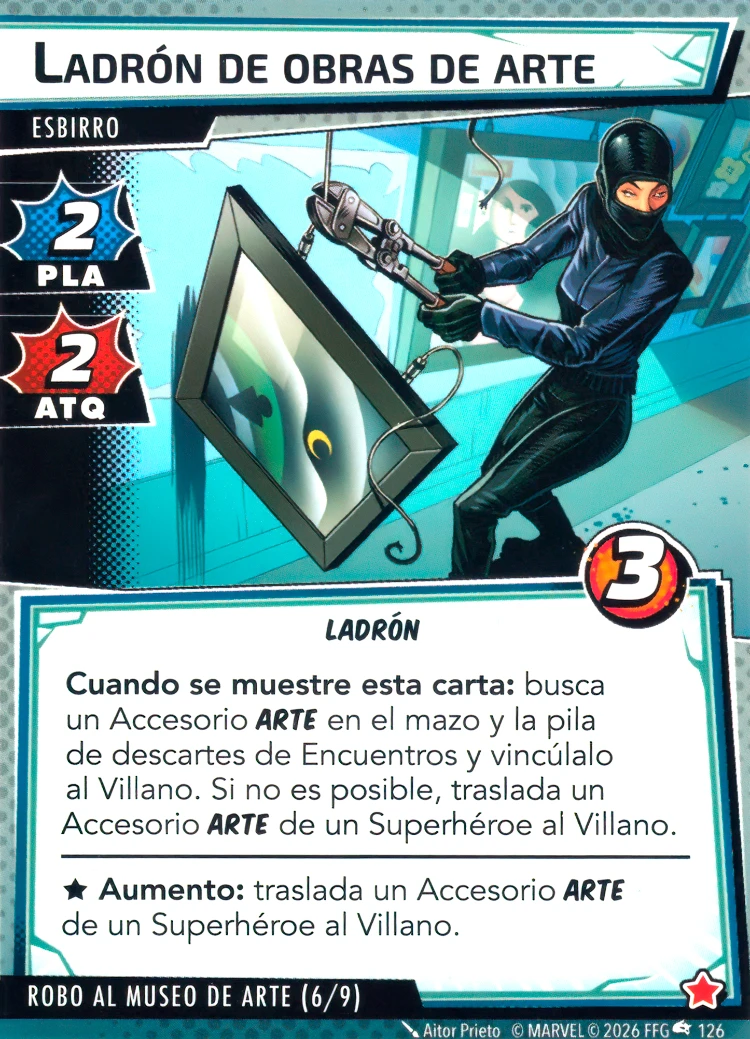 LADRÓN DE OBRAS DE ARTE
ESBIRRO
2
PLA
2
ATQ
3
LADRÓN
Cuando se muestre esta carta: busca
un Accesorio ARTE en el mazo y la pila
de descartes de Encuentros y vincúlalo
al Villano. Si no es posible, traslada un
Accesorio ARTE de un Superhéroe al Villano.
★ Aumento: traslada un Accesorio ARTE
de un Superhéroe al Villano.
ROBO AL MUSEO DE ARTE (6/9)
Aitor Prieto © MARVEL © 2026 FFG 126